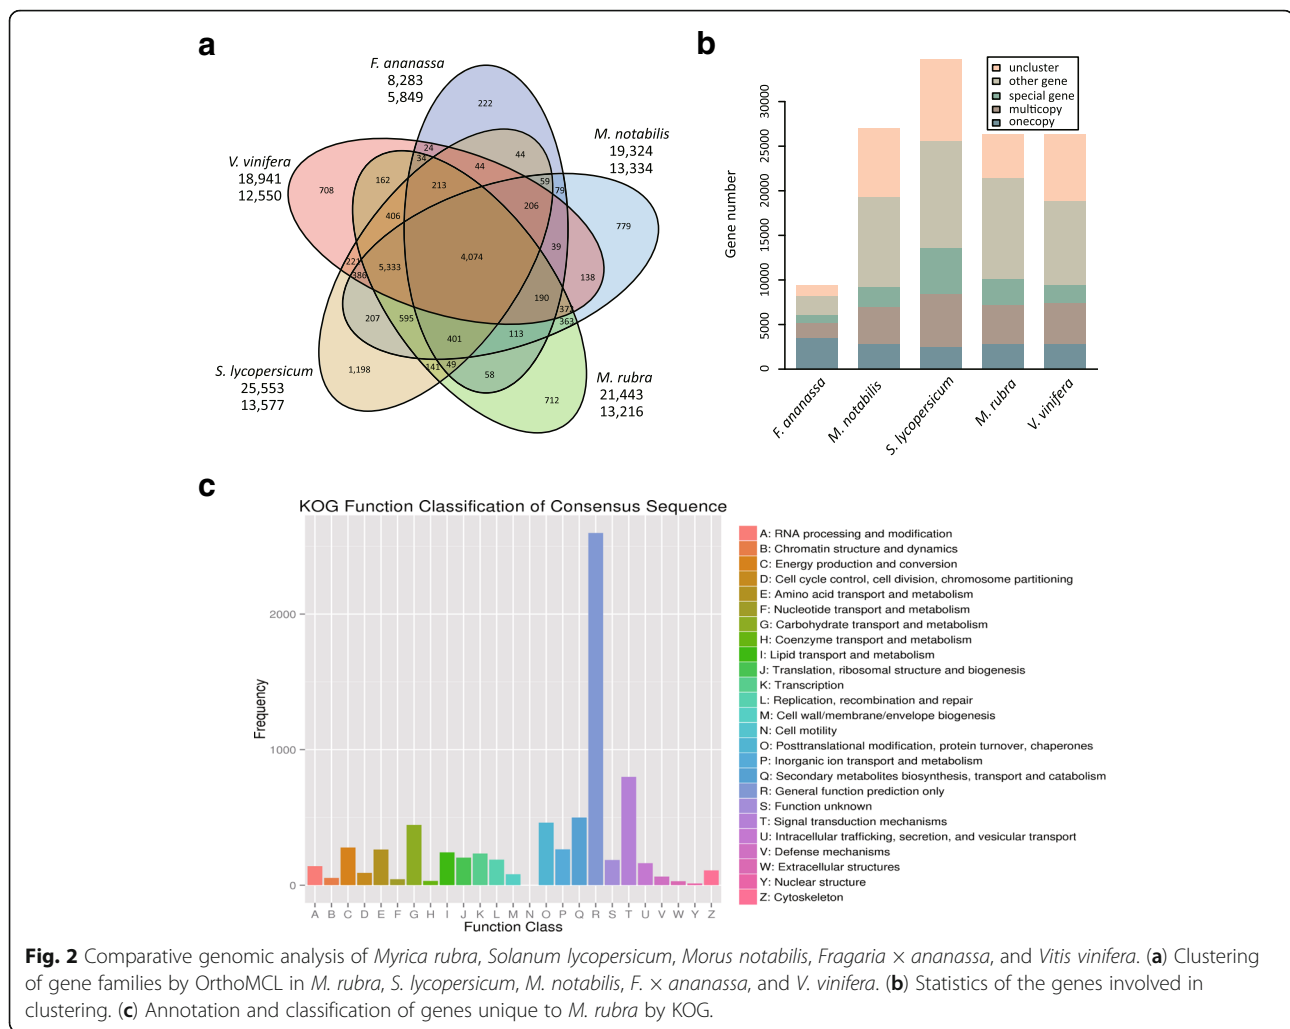 a
F. ananassa
8,283
5,849
M. notabilis
19,324
13,334
V. vinifera
18,941
12,550
S. lycopersicum
25,553
13,577
M. rubra
21,443
13,216
222
24
34
44
44
59
79
708
162
213
206
779
406
39
221
386
5,333
4,074
138
190
363
207
595
401
113
1,198
141
49
58
712
b
uncluster
other gene
special gene
multicopy
onecopy
Gene number
30000
25000
20000
15000
10000
5000
0
F. ananassa
M. notabilis
S. lycopersicum
M. rubra
V. vinifera
c
KOG Function Classification of Consensus Sequence
Frequency
2000
1000
0
A B C D E F G H I J K L M N O P Q R S T U V W Y Z
Function Class
A: RNA processing and modification
B: Chromatin structure and dynamics
C: Energy production and conversion
D: Cell cycle control, cell division, chromosome partitioning
E: Amino acid transport and metabolism
F: Nucleotide transport and metabolism
G: Carbohydrate transport and metabolism
H: Coenzyme transport and metabolism
I: Lipid transport and metabolism
J: Translation, ribosomal structure and biogenesis
K: Transcription
L: Replication, recombination and repair
M: Cell wall/membrane/envelope biogenesis
N: Cell motility
O: Posttranslational modification, protein turnover, chaperones
P: Inorganic ion transport and metabolism
Q: Secondary metabolites biosynthesis, transport and catabolism
R: General function prediction only
S: Function unknown
T: Signal transduction mechanisms
U: Intracellular trafficking, secretion, and vesicular transport
V: Defense mechanisms
W: Extracellular structures
Y: Nuclear structure
Z: Cytoskeleton
Fig. 2 Comparative genomic analysis of Myrica rubra, Solanum lycopersicum, Morus notabilis, Fragaria × ananassa, and Vitis vinifera. (a) Clustering
of gene families by OrthoMCL in M. rubra, S. lycopersicum, M. notabilis, F. × ananassa, and V. vinifera. (b) Statistics of the genes involved in
clustering. (c) Annotation and classification of genes unique to M. rubra by KOG.